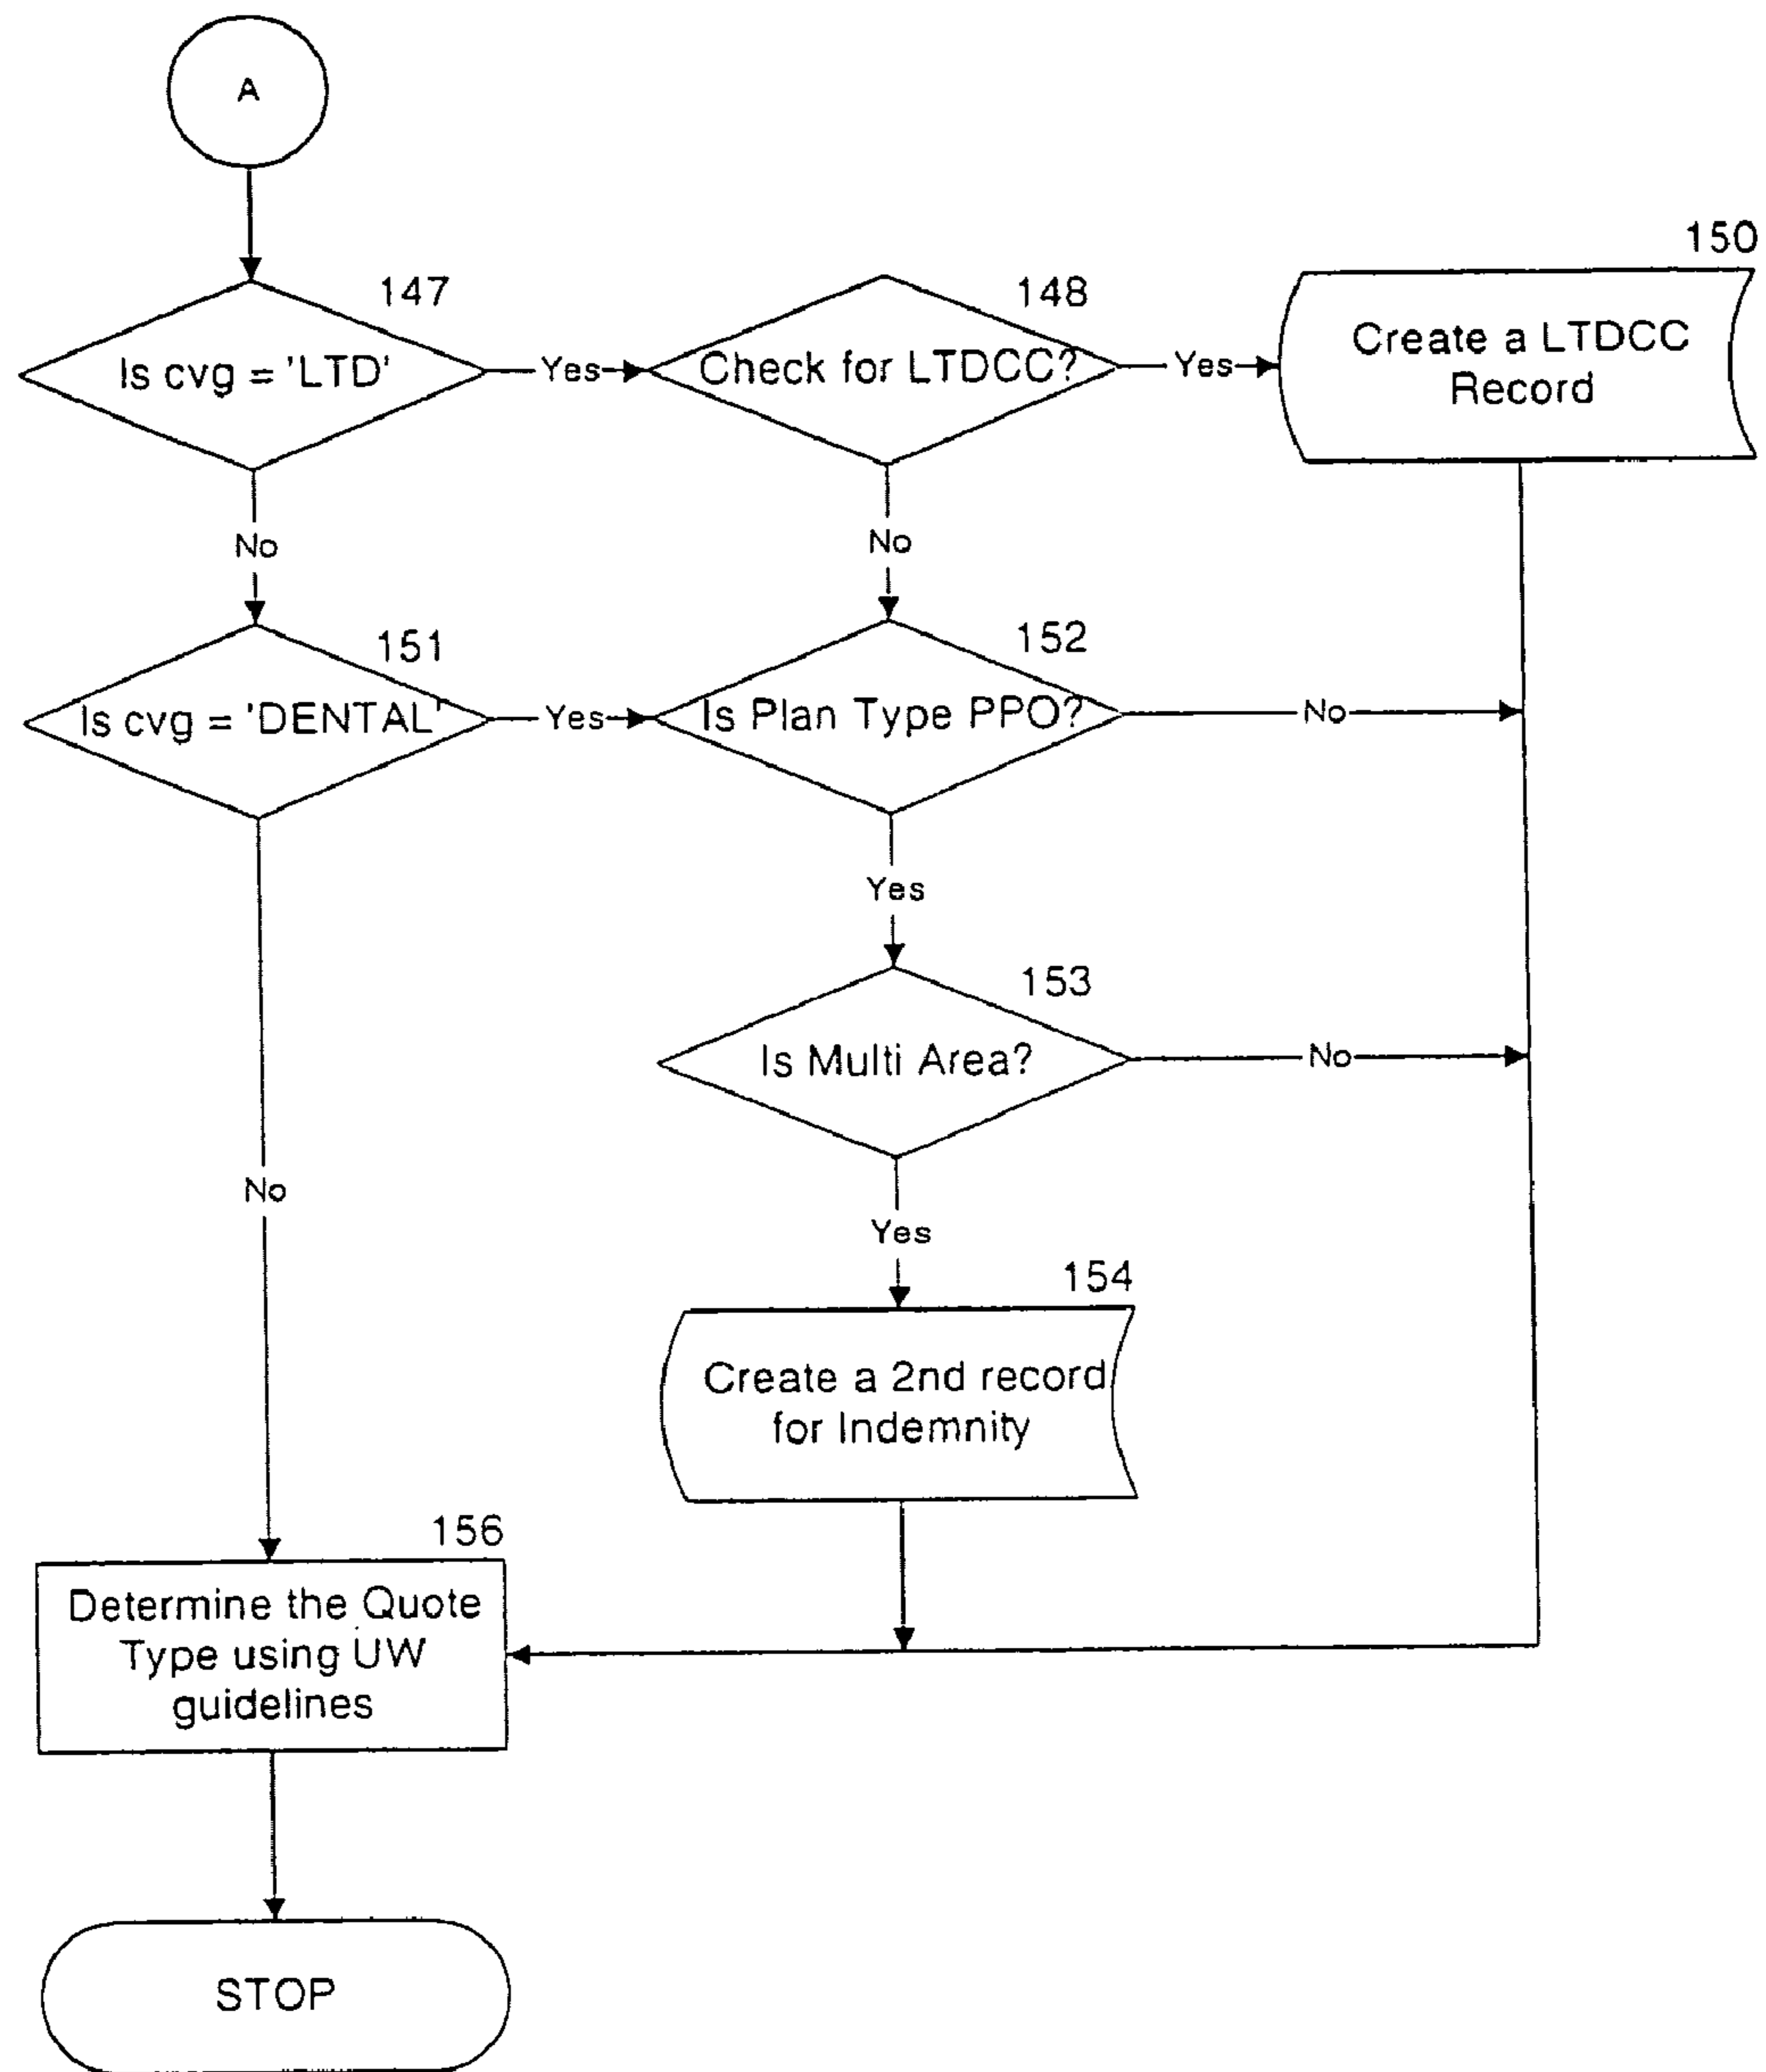 A
147
Is cvg = 'LTD'
Yes
148
Check for LTDCC?
Yes
150
Create a LTDCC
Record
No
No
151
Is cvg = 'DENTAL'
Yes
152
Is Plan Type PPO?
No
Yes
153
Is Multi Area?
No
No
Yes
154
Create a 2nd record
for Indemnity
156
Determine the Quote
Type using UW
guidelines
STOP